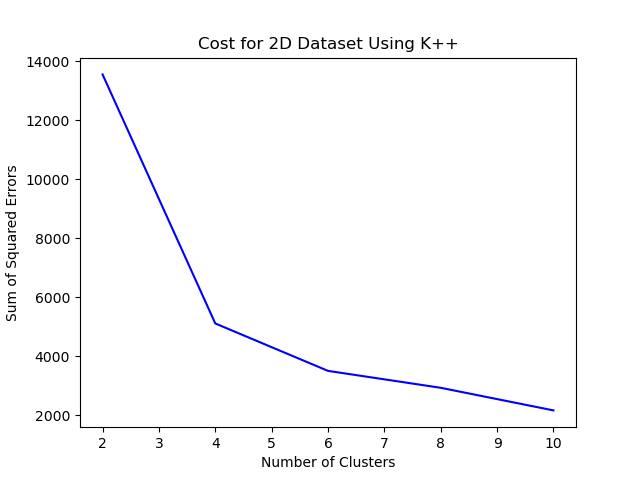 Cost for 2D Dataset Using K++
14000
12000
10000
8000
6000
4000
2000
Sum of Squared Errors
2 3 4 5 6 7 8 9 10
Number of Clusters